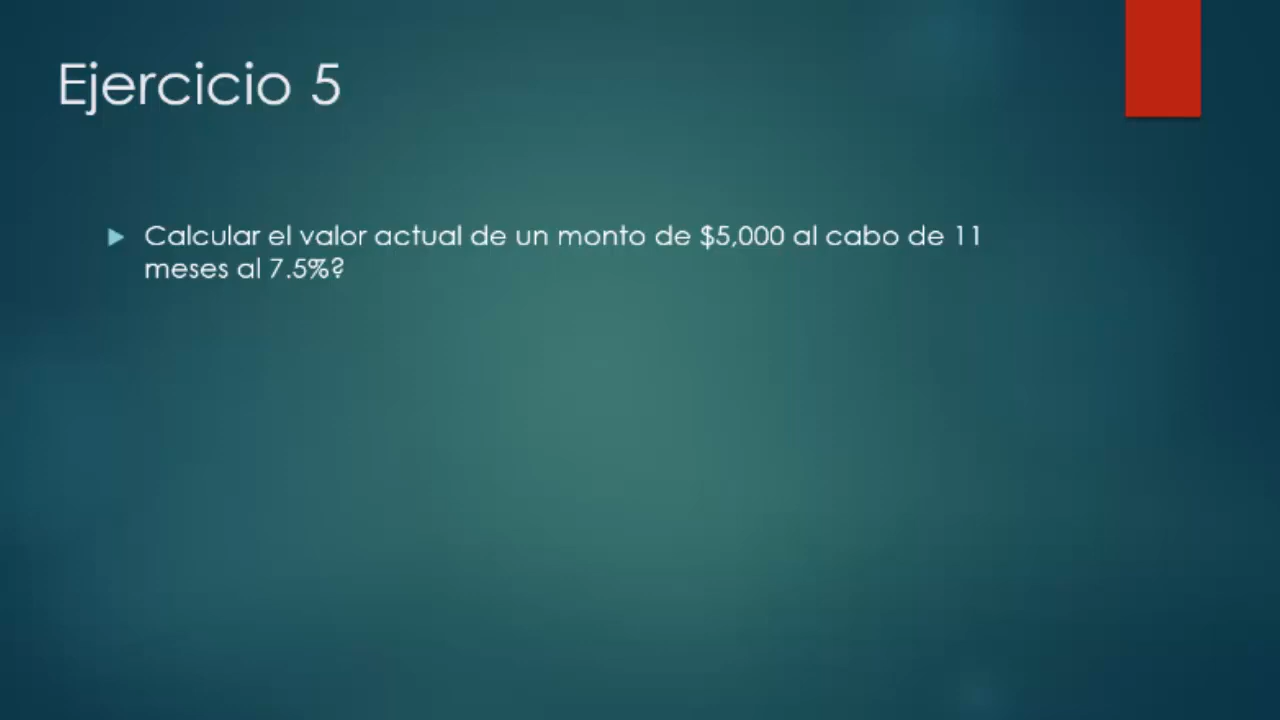 Ejercicio 5
Calcular el valor actual de un monto de $5,000 al cabo de 11
meses al 7.5%?